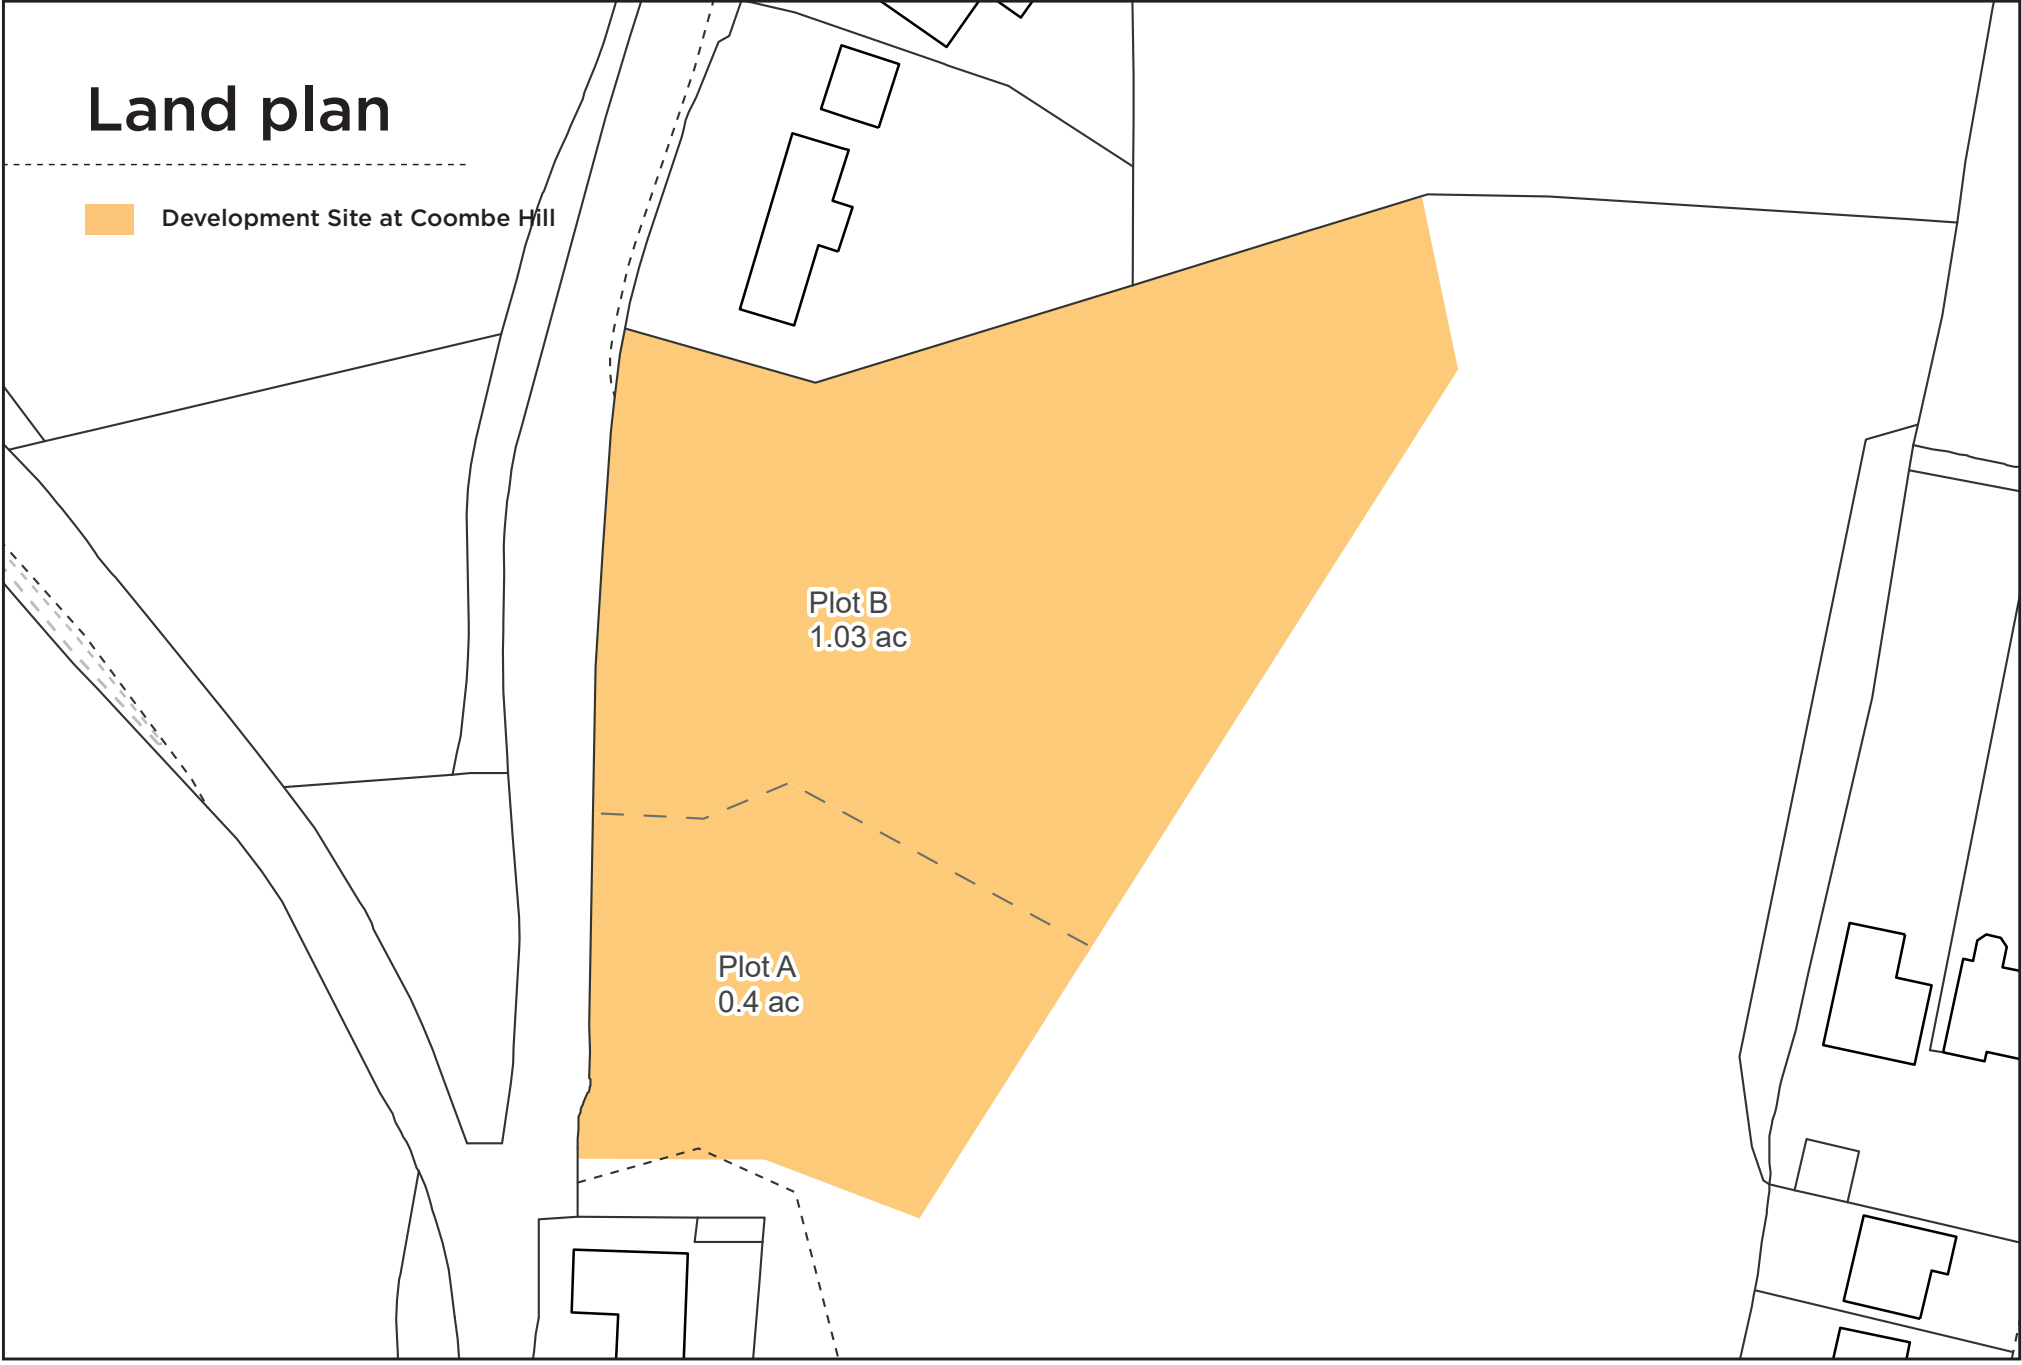 Land plan
Development Site at Coombe Hill
Plot B
1.03 ac
Plot A
0.4 ac